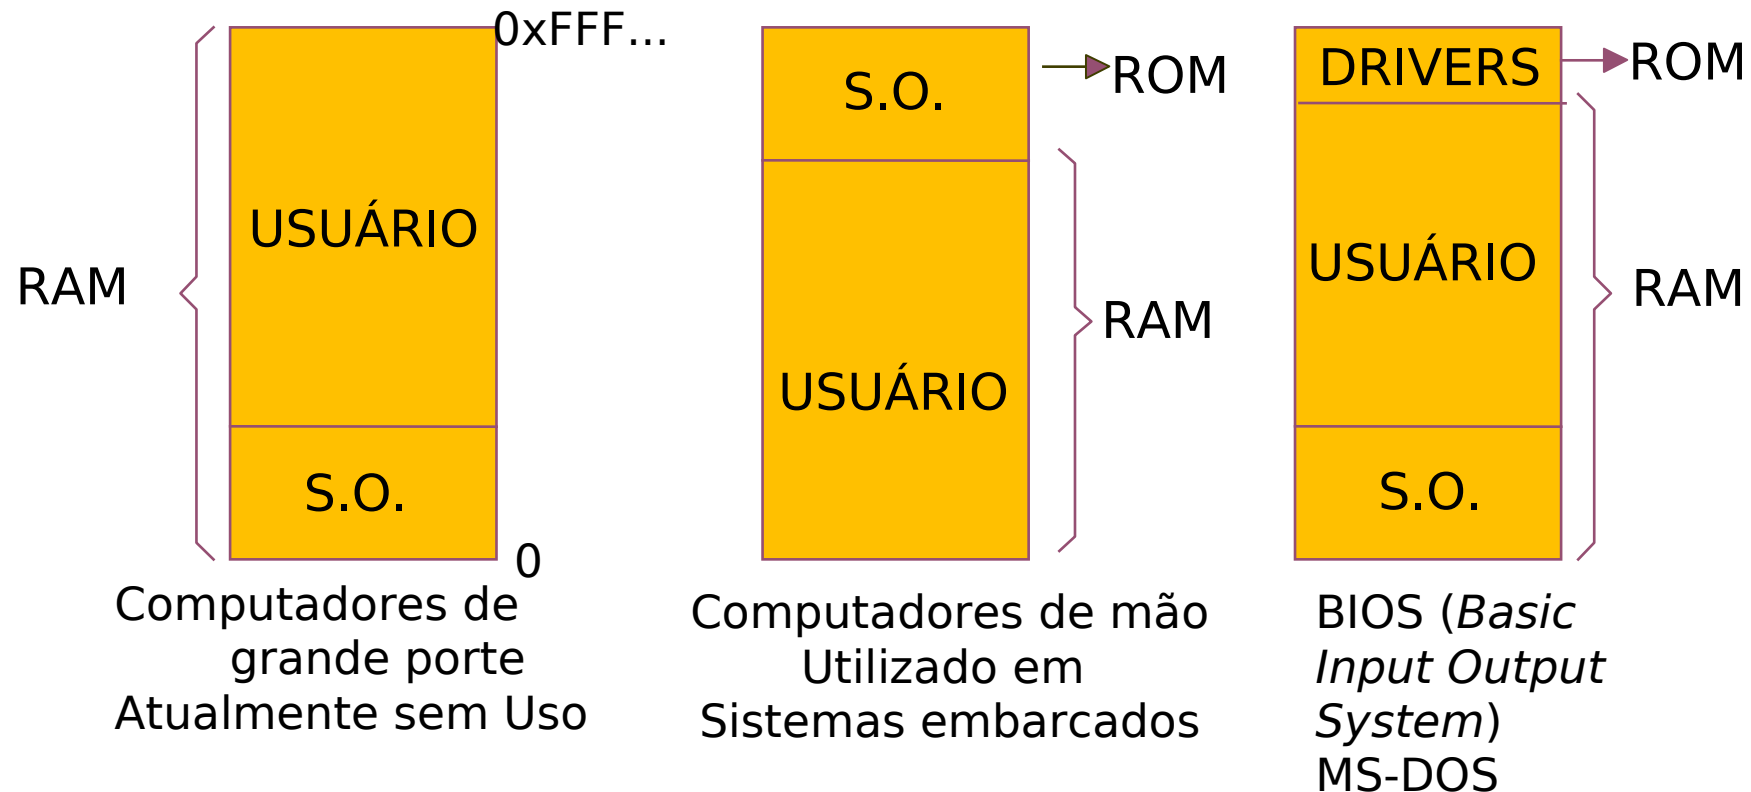 0xFFF...
USUÁRIO
RAM
S.O.
0
Computadores de
grande porte
Atualmente sem Uso
S.O.
ROM
USUÁRIO
RAM
Computadores de mão
Utilizado em
Sistemas embarcados
DRIVERS
ROM
USUÁRIO
RAM
S.O.
BIOS (Basic
Input Output
System)
MS-DOS